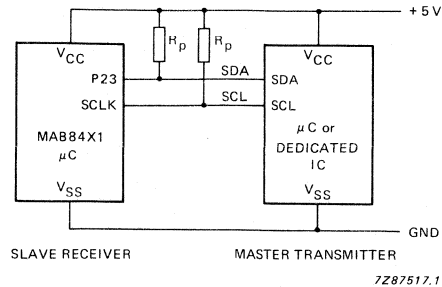 +5V
Rp Rp
VCC
VCC
P23 SDA SDA
SCLK SCL SCL
MAB84X1
μC
μC or
DEDICATED
IC
VSS
VSS
GND
SLAVE RECEIVER MASTER TRANSMITTER
7Z87517.1